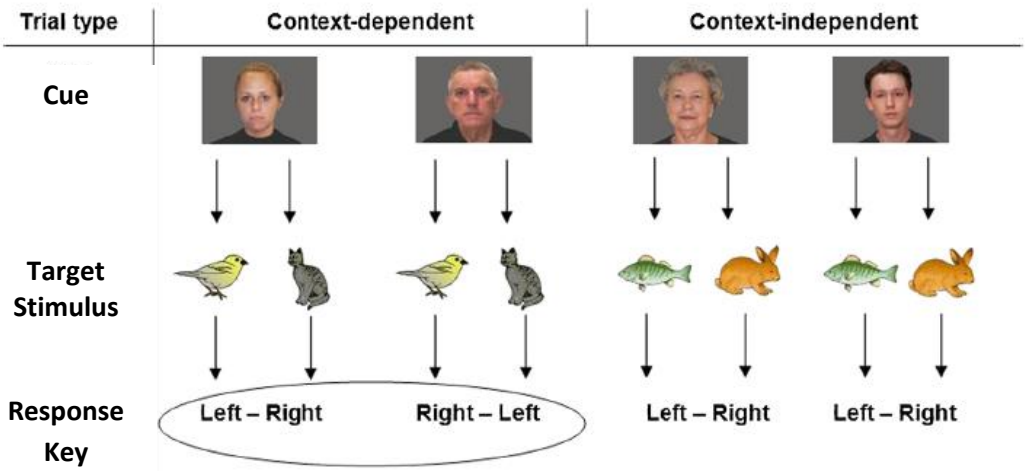 Trial type Context-dependent Context-independent
Cue
Target
Stimulus
Response Left – Right Right – Left Left – Right Left – Right
Key